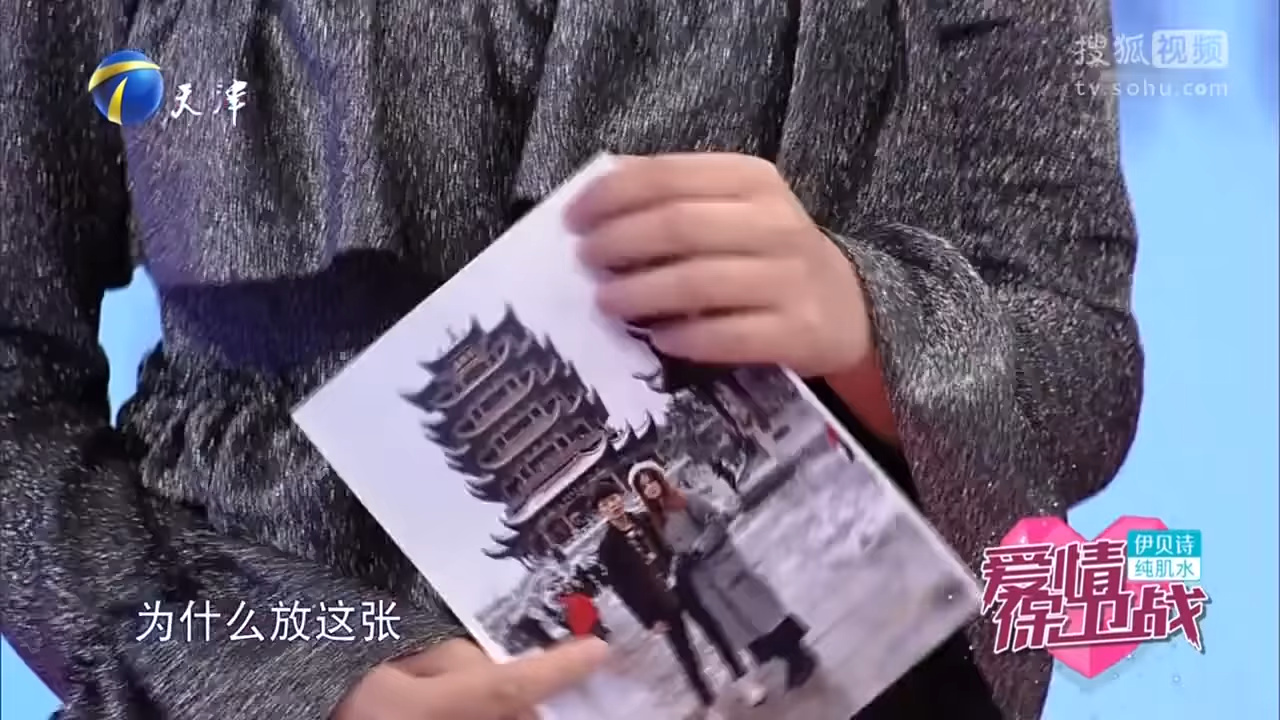 天津
搜狐视频
tv.sohu.com
伊贝诗
纯肌水
爱情
保卫战
为什么放这张